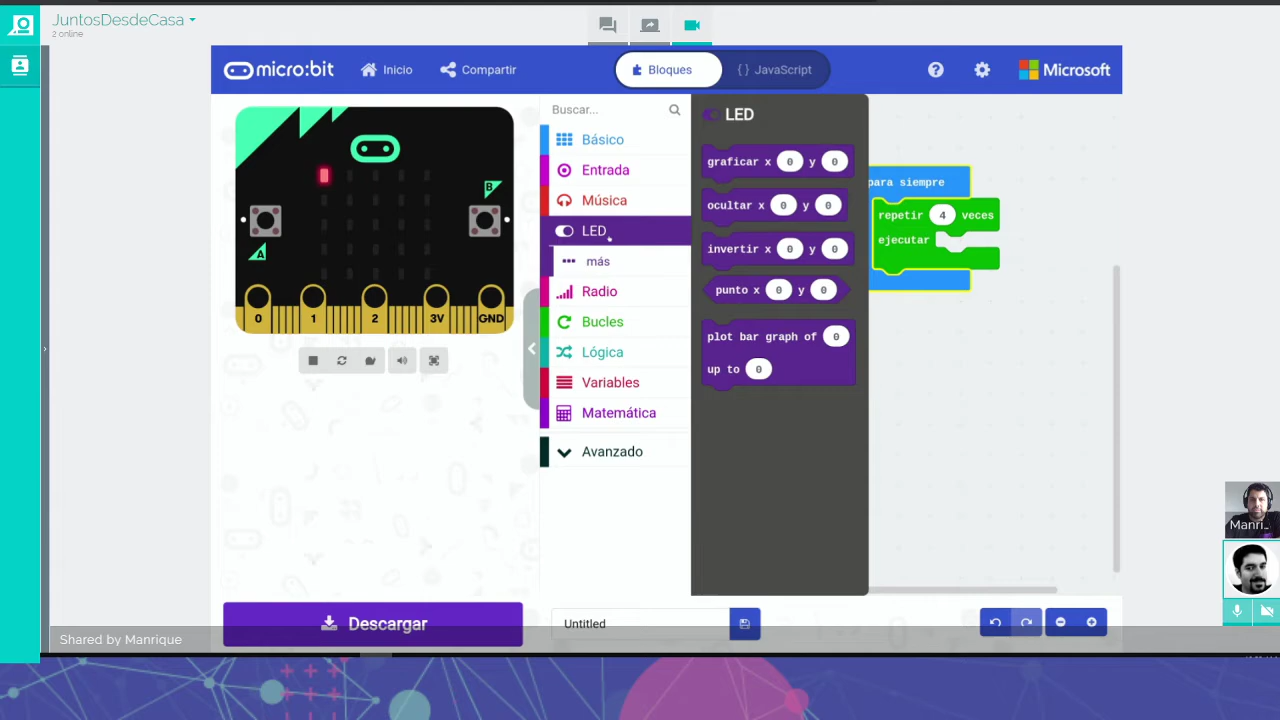 JuntosDesdeCasa
2 online
micro:bit
Inicio
Compartir
Bloques
{ } JavaScript
?
Microsoft
A
B
0 1 2 3V GND
Buscar...
Básico
Entrada
Música
LED
más
Radio
Bucles
Lógica
Variables
Matemática
Avanzado
LED
graficar x 0 y 0
ocultar x 0 y 0
invertir x 0 y 0
punto x 0 y 0
plot bar graph of 0
up to 0
para siempre
repetir 4 veces
ejecutar
Manri...
Descargar
Untitled
Shared by Manrique